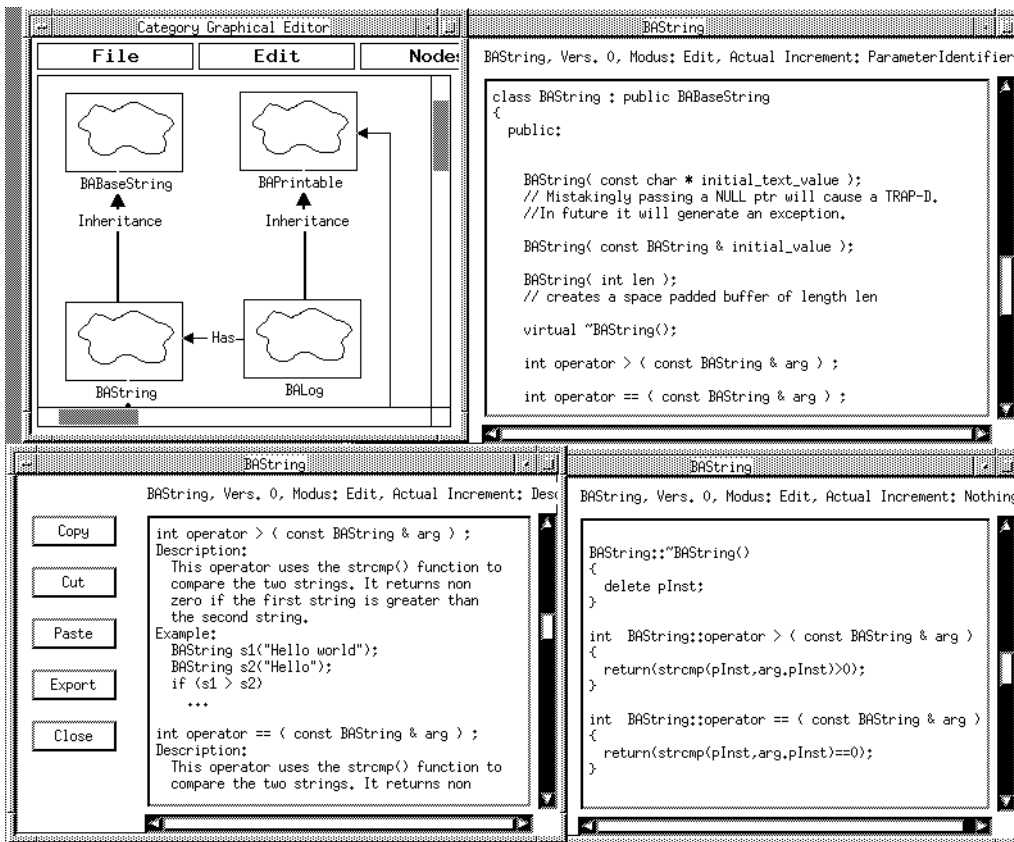 Category Graphical Editor
File Edit Nodes
BABaseString BAPrintable
Inheritance Inheritance
Has
BAString BALog
BAString
BAString, Vers. 0, Modus: Edit, Actual Increment: ParameterIdentifier
class BAString : public BABaseString
{
public:
BAString( const char * initial_text_value );
// Mistakingly passing a NULL ptr will cause a TRAP-D.
//In future it will generate an exception.
BAString( const BAString & initial_value );
BAString( int len );
// creates a space padded buffer of length len
virtual ~BAString();
int operator > ( const BAString & arg ) ;
int operator == ( const BAString & arg ) ;
BAString
BAString, Vers. 0, Modus: Edit, Actual Increment: Desc
Copy
Cut
Paste
Export
Close
int operator > ( const BAString & arg ) ;
Description:
This operator uses the strcmp() function to
compare the two strings. It returns non
zero if the first string is greater than
the second string.
Example:
BAString s1("Hello world");
BAString s2("Hello");
if (s1 > s2)
...
int operator == ( const BAString & arg ) ;
Description:
This operator uses the strcmp() function to
compare the two strings. It returns non
BAString
BAString, Vers. 0, Modus: Edit, Actual Increment: Nothing
BAString::~BAString()
{
delete pInst;
}
int BAString::operator > ( const BAString & arg )
{
return(strcmp(pInst,arg.pInst)>0);
}
int BAString::operator == ( const BAString & arg )
{
return(strcmp(pInst,arg.pInst)==0);
}